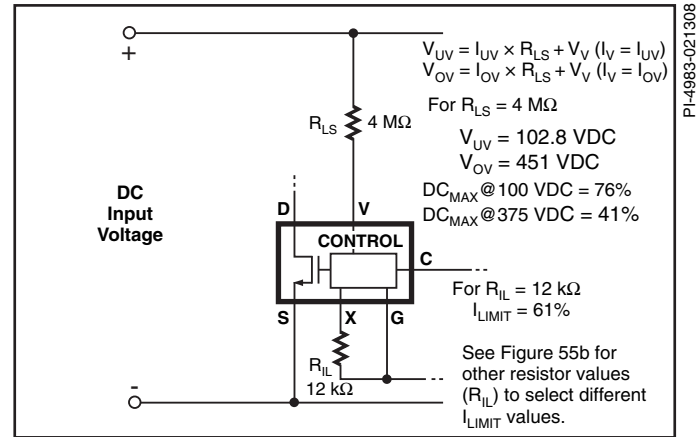 PI-4983-021308
+
V_UV = I_UV × R_LS + V_V (I_V = I_UV)
V_OV = I_OV × R_LS + V_V (I_V = I_OV)
For R_LS = 4 MΩ
R_LS 4 MΩ
V_UV = 102.8 VDC
V_OV = 451 VDC
DC_MAX@100 VDC = 76%
DC_MAX@375 VDC = 41%
DC
Input
Voltage
D V
CONTROL
C
For R_IL = 12 kΩ
I_LIMIT = 61%
S X G
R_IL
12 kΩ
See Figure 55b for
other resistor values
(R_IL) to select different
I_LIMIT values.
-